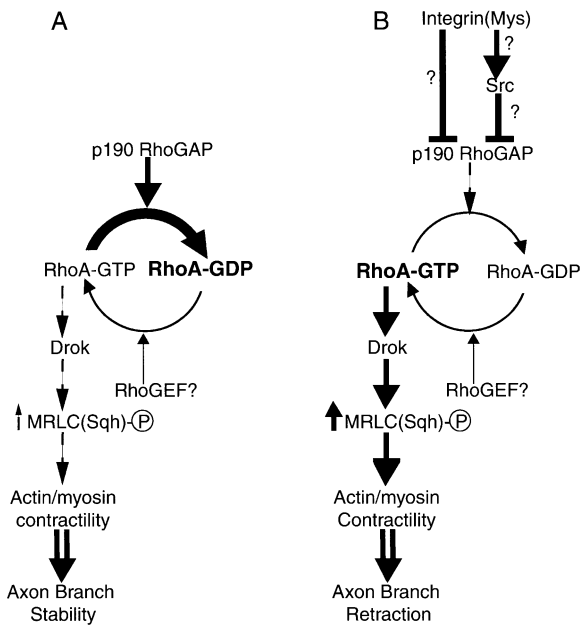 A
p190 RhoGAP
RhoA-GTP RhoA-GDP
Drok
RhoGEF?
MRLC(Sqh)-P
Actin/myosin
contractility
Axon Branch
Stability
B
Integrin(Mys)
?
?
Src
?
p190 RhoGAP
RhoA-GTP RhoA-GDP
Drok
RhoGEF?
MRLC(Sqh)-P
Actin/myosin
Contractility
Axon Branch
Retraction